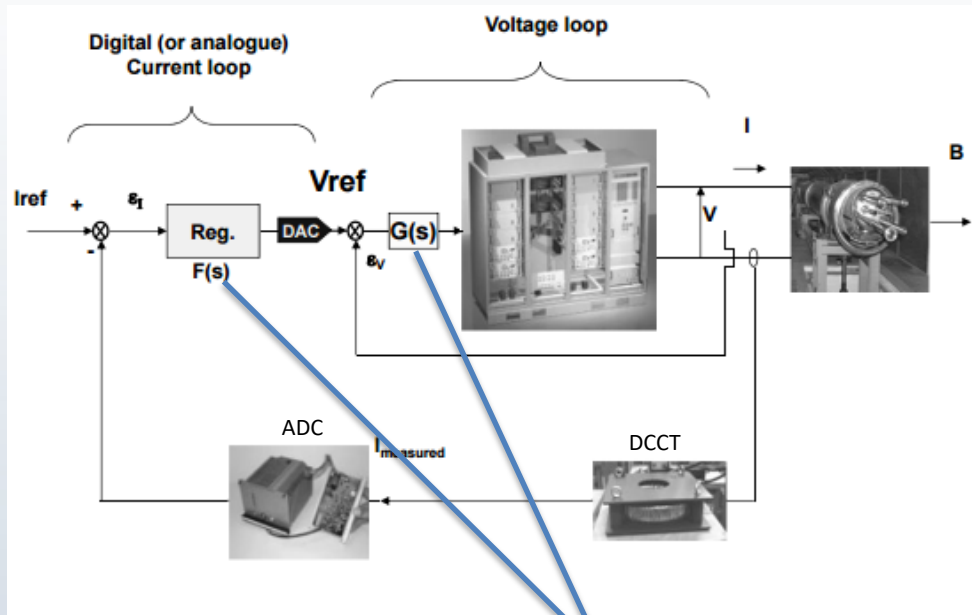 Digital (or analogue)
Current loop
Voltage loop
I
B
Iref
+
-
εI
Reg.
F(s)
DAC
Vref
εV
G(s)
V
ADC
Imeasured
DCCT